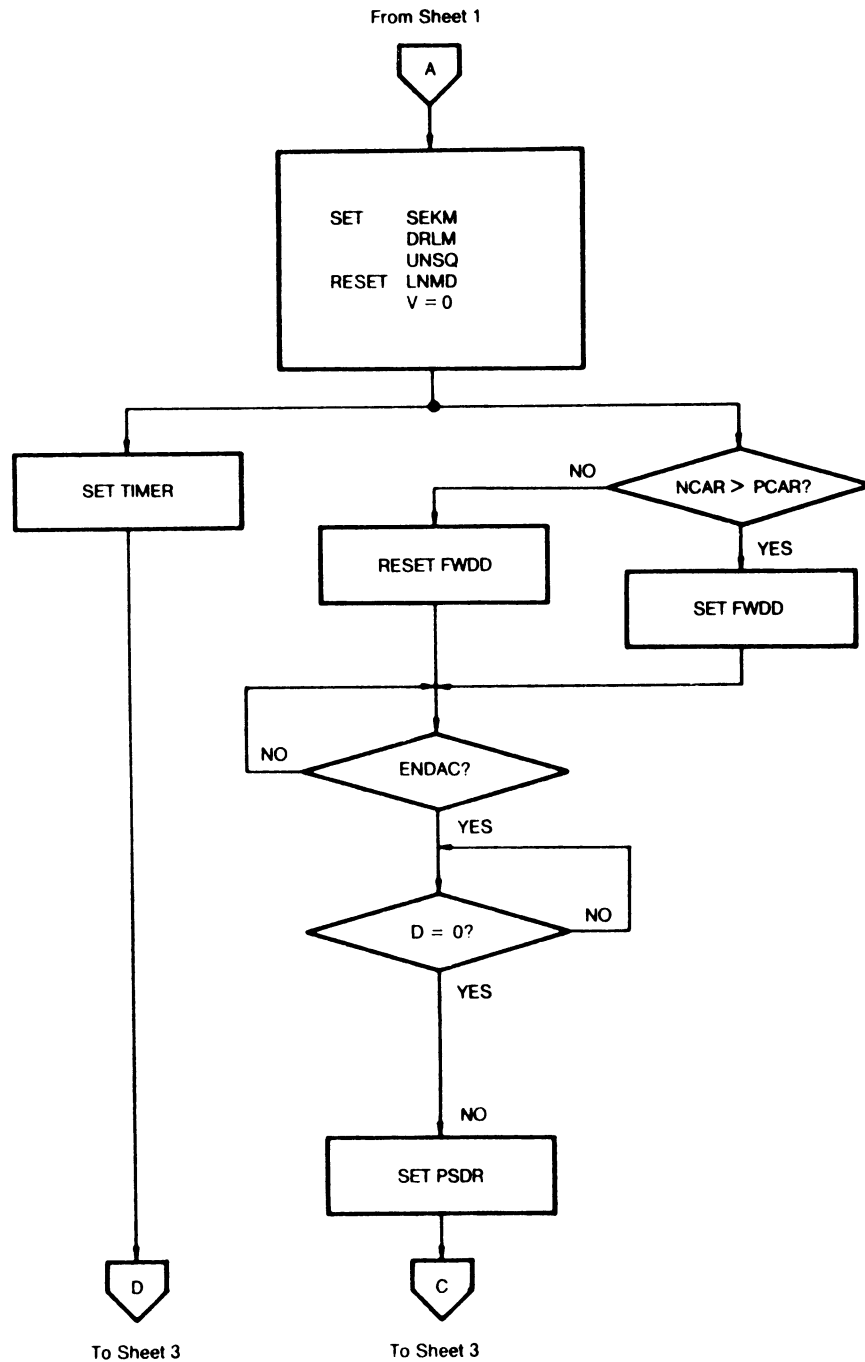 From Sheet 1
A
SET SEKM
DRLM
UNSQ
RESET LNMD
V = 0
SET TIMER
NO
NCAR > PCAR?
RESET FWDD
YES
SET FWDD
NO
ENDAC?
YES
D = 0?
NO
YES
NO
SET PSDR
D
C
To Sheet 3
To Sheet 3